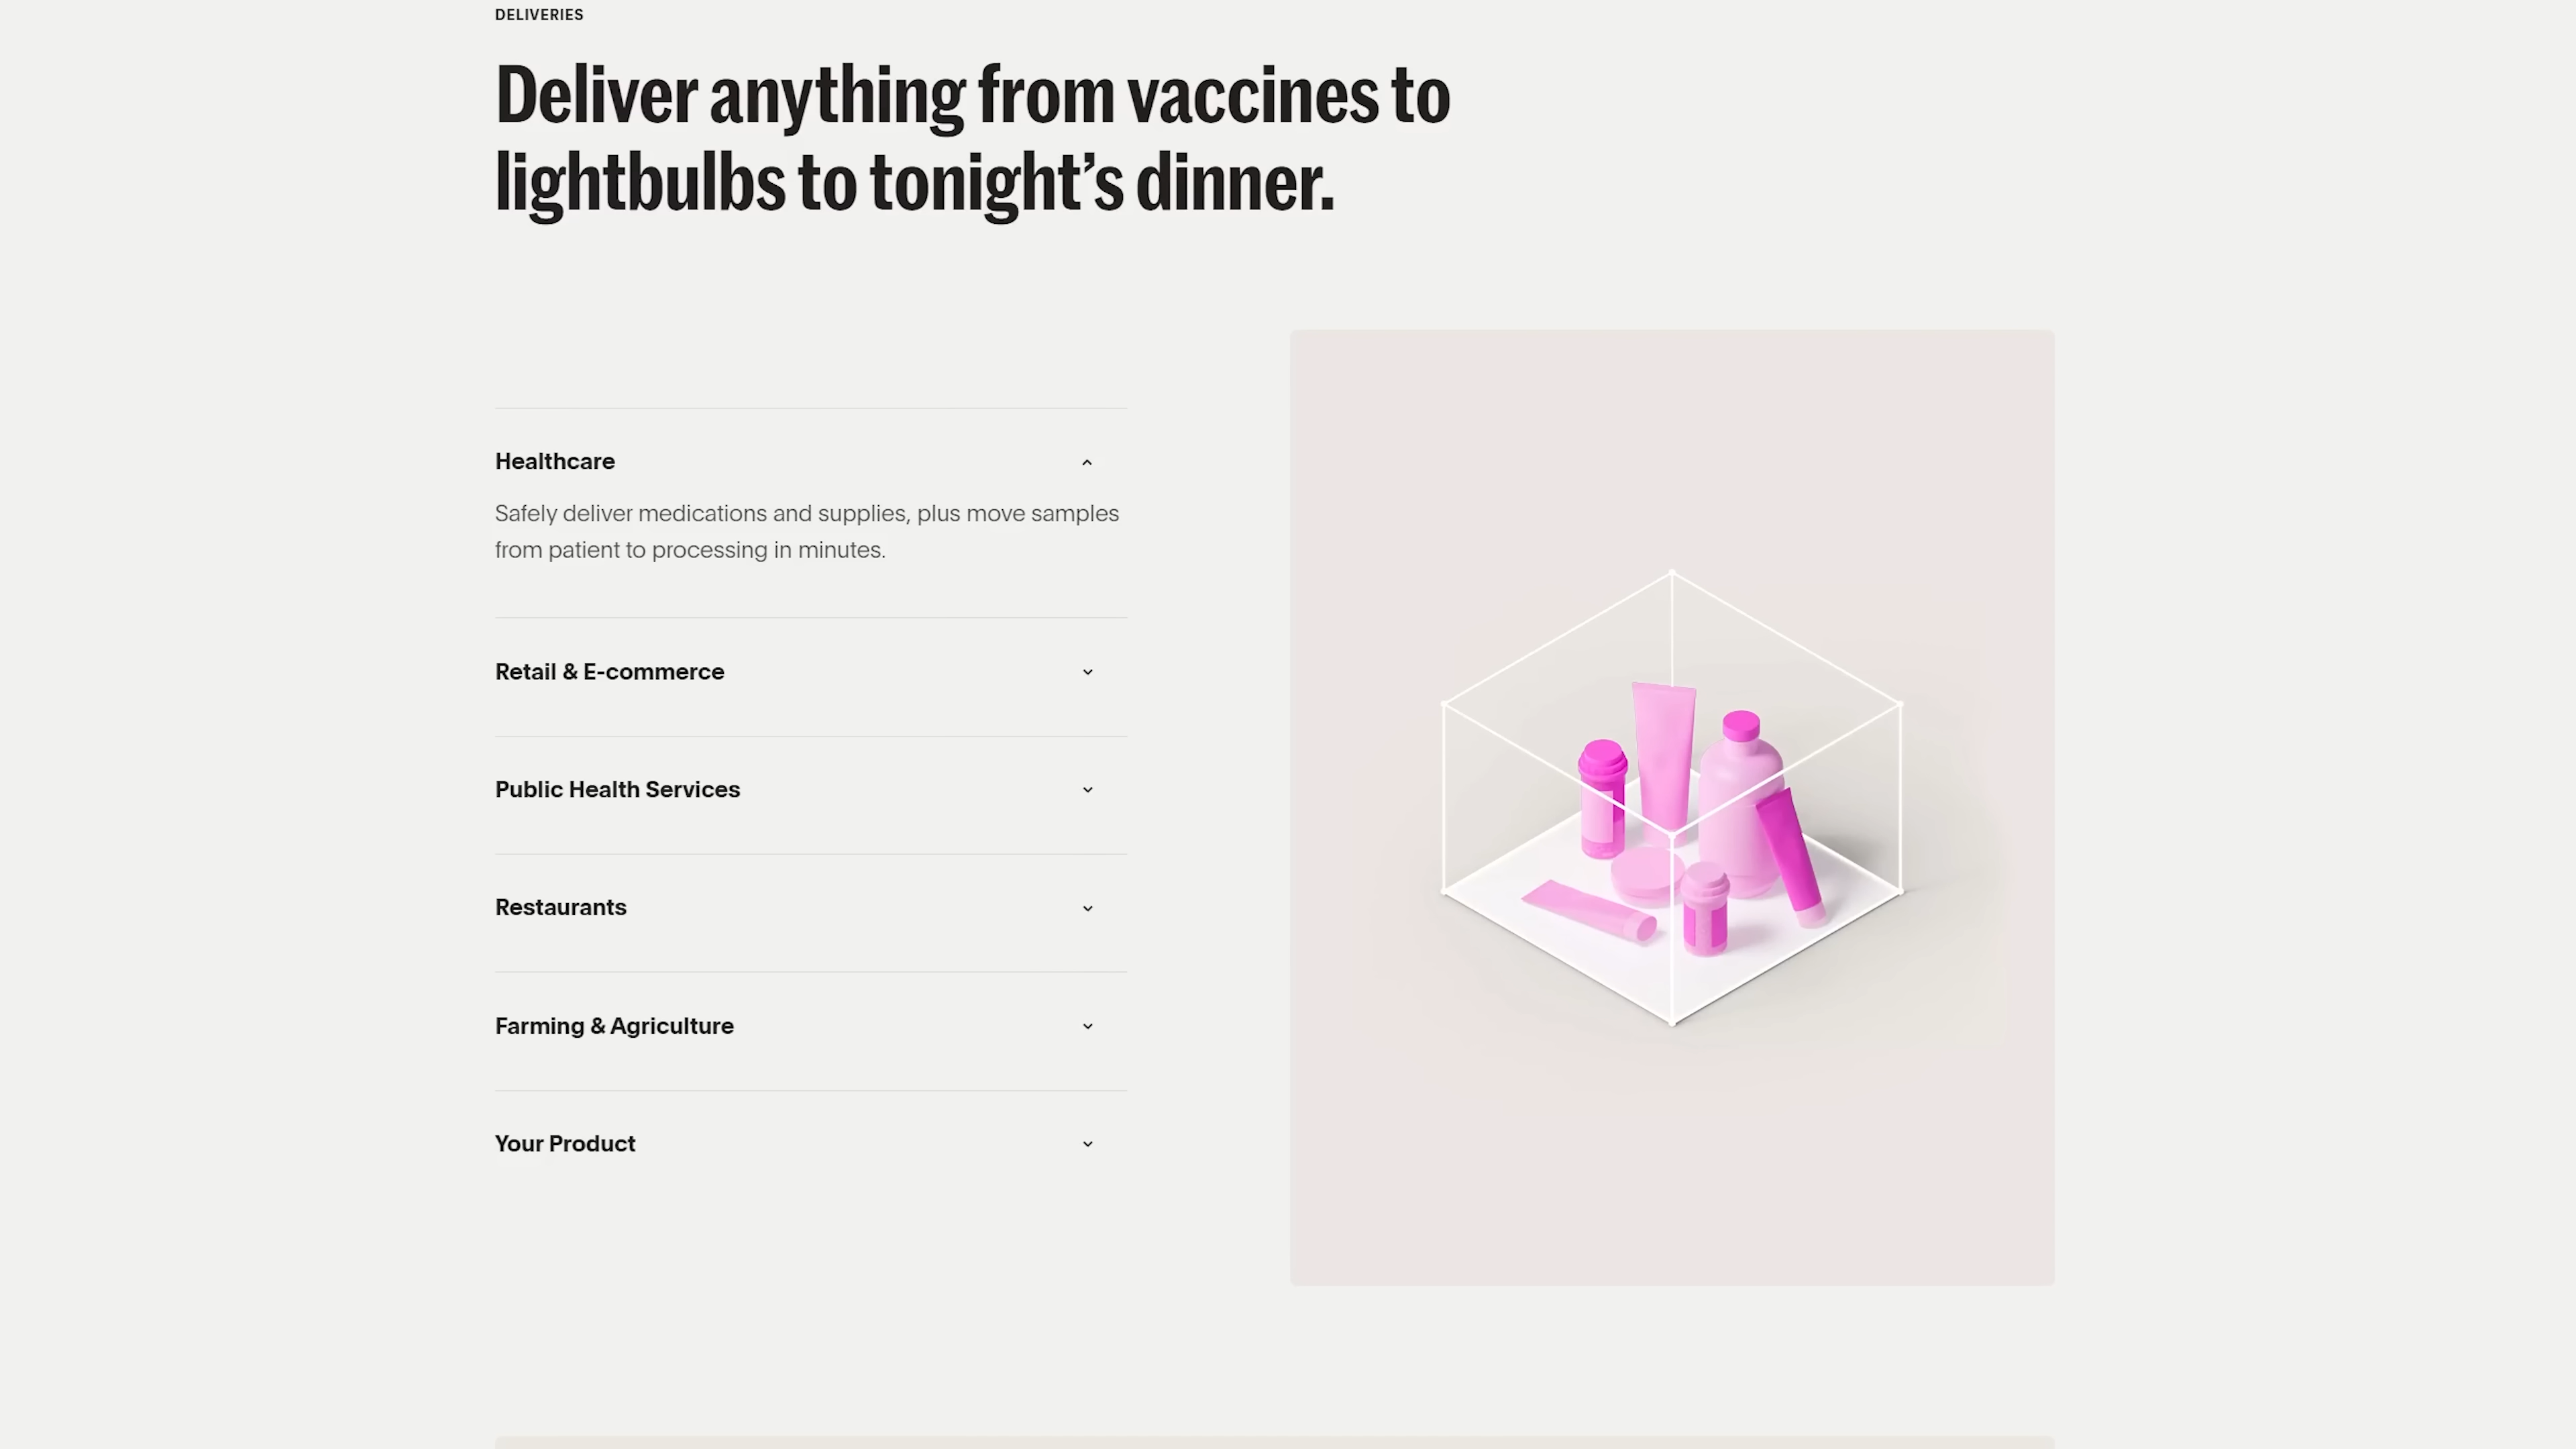 DELIVERIES
Deliver anything from vaccines to
lightbulbs to tonight’s dinner.
Healthcare
Safely deliver medications and supplies, plus move samples
from patient to processing in minutes.
Retail & E-commerce
Public Health Services
Restaurants
Farming & Agriculture
Your Product